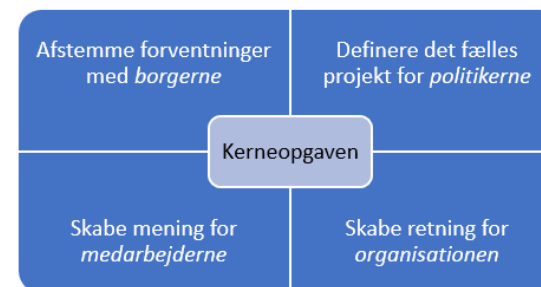 Afstemme forventninger
med borgerne
Definere det fælles
projekt for politikerne
Kerneopgaven
Skabe mening for
medarbejderne
Skabe retning for
organisationen